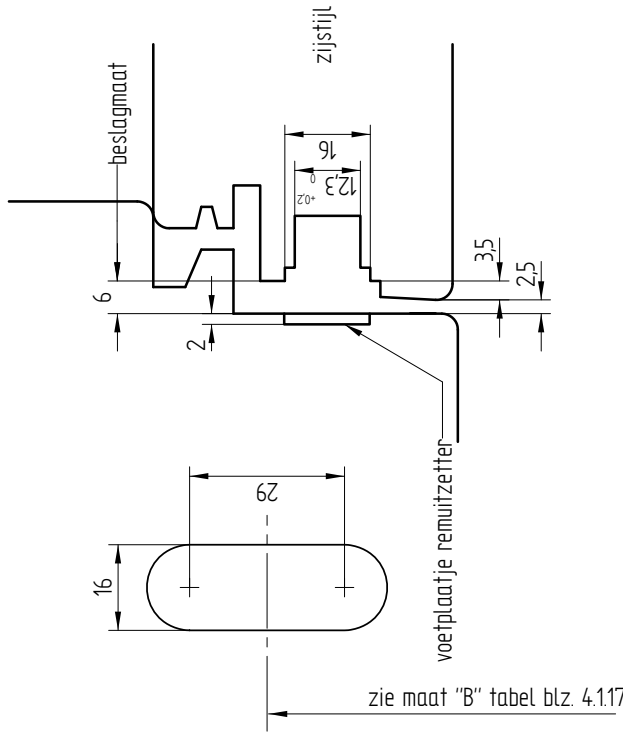 beslagmaat
zijstijl
6
2
16
12,3 +0,2 0
3,5
2,5
voetplaatje remuitzetter
29
16
zie maat "B" tabel blz. 4.1.17